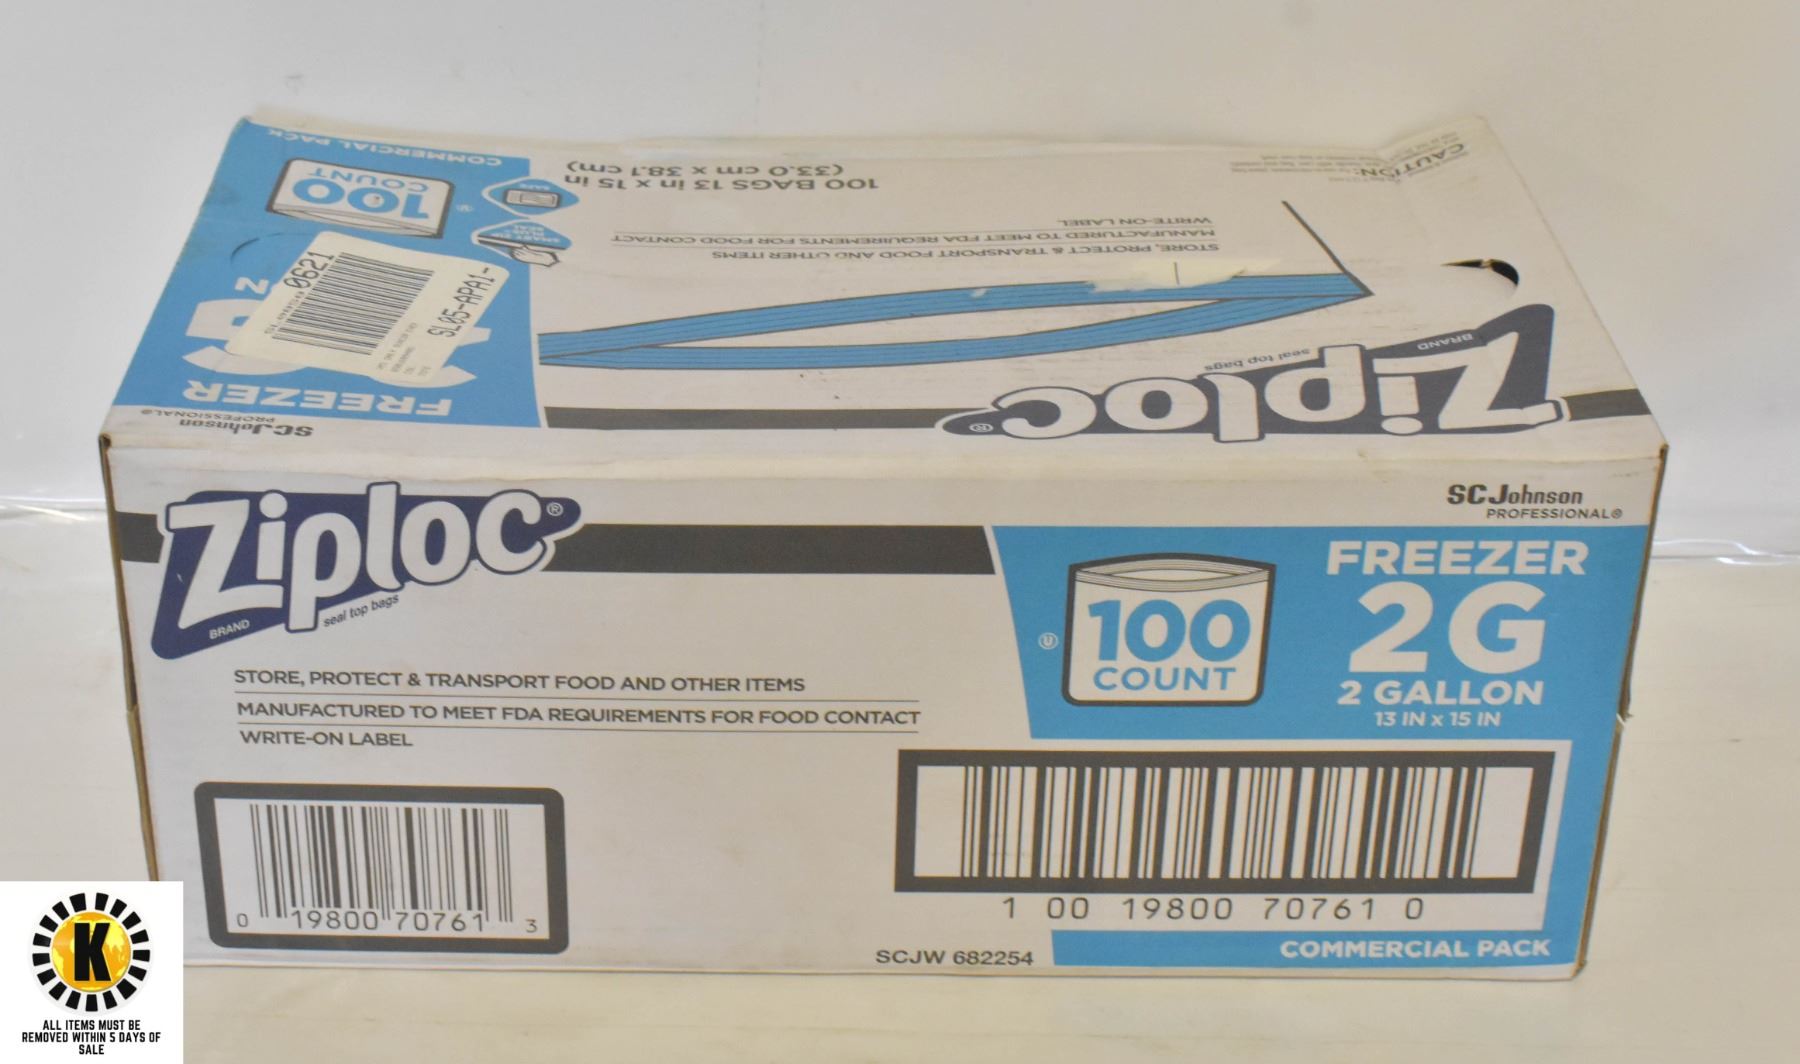 COMMERCIAL PACK
100
COUNT
SAFE
SMART ZIP
PLUS
SEAL
FREEZER
SCJohnson
PROFESSIONAL®
0621
SL05-APA1-
100 BAGS 13 in x 15 in
(33.0 cm x 38.1 cm)
STORE, PROTECT & TRANSPORT FOOD AND OTHER ITEMS
MANUFACTURED TO MEET FDA REQUIREMENTS FOR FOOD CONTACT
WRITE-ON LABEL
CAUTION:
Ziploc®
BRAND
seal top bags
Ziploc®
BRAND
seal top bags
SCJohnson
PROFESSIONAL®
FREEZER
2G
2 GALLON
13 IN x 15 IN
U
100
COUNT
STORE, PROTECT & TRANSPORT FOOD AND OTHER ITEMS
MANUFACTURED TO MEET FDA REQUIREMENTS FOR FOOD CONTACT
WRITE-ON LABEL
0 19800 70761 3
1 00 19800 70761 0
SCJW 682254
COMMERCIAL PACK
K
ALL ITEMS MUST BE
REMOVED WITHIN 5 DAYS OF
SALE